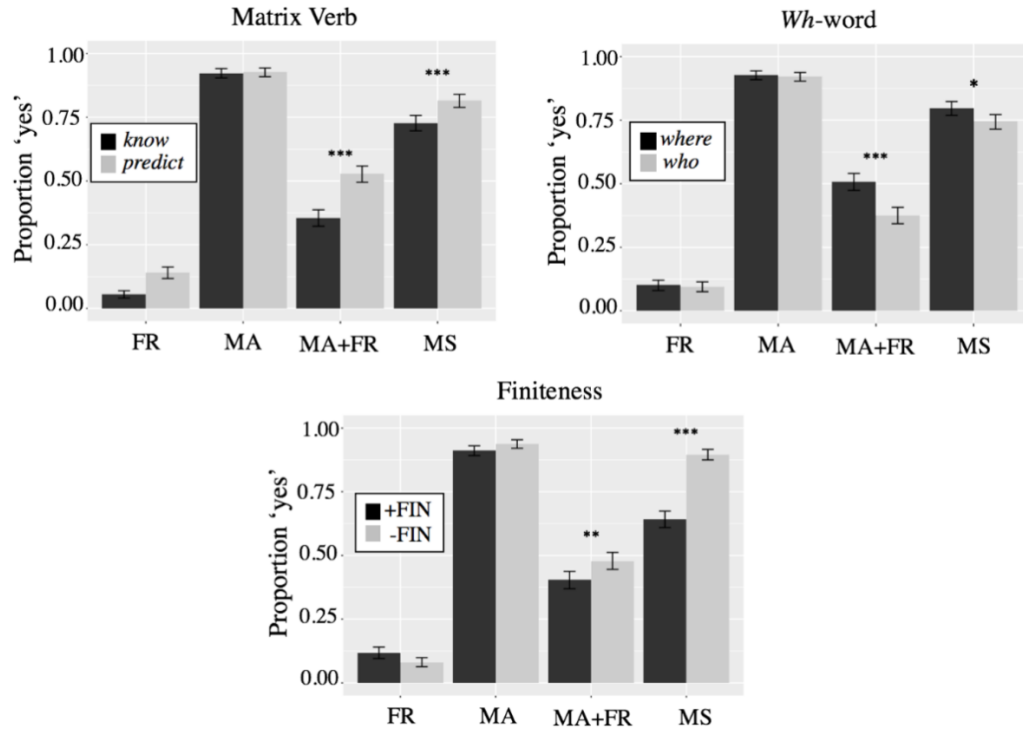 Matrix Verb
Proportion ‘yes’
1.00
0.75
0.50
0.25
0.00
know
predict
***
***
FR MA MA+FR MS
Wh-word
Proportion ‘yes’
1.00
0.75
0.50
0.25
0.00
where
who
***
*
FR MA MA+FR MS
Finiteness
Proportion ‘yes’
1.00
0.75
0.50
0.25
0.00
+FIN
-FIN
**
***
FR MA MA+FR MS